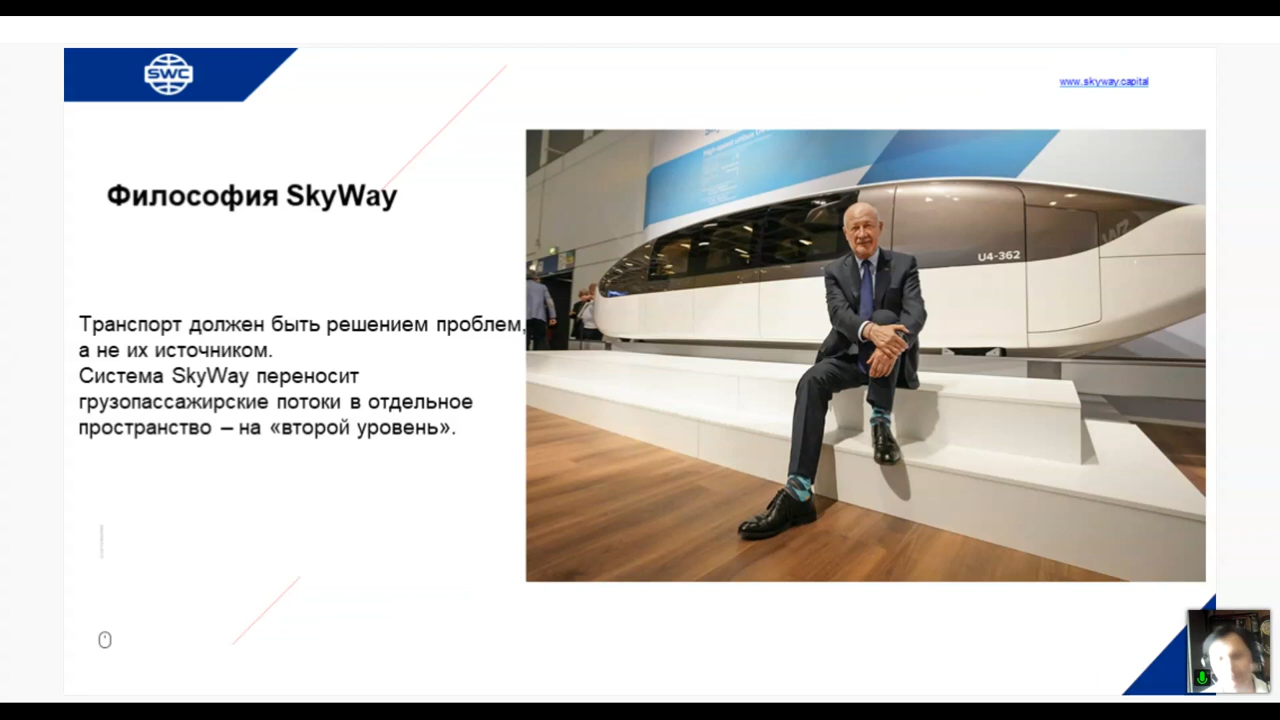 SWC
www.skyway.capital
Философия SkyWay
Транспорт должен быть решением проблем,
а не их источником.
Система SkyWay переносит
грузопассажирские потоки в отдельное
пространство – на «второй уровень».
U4-362